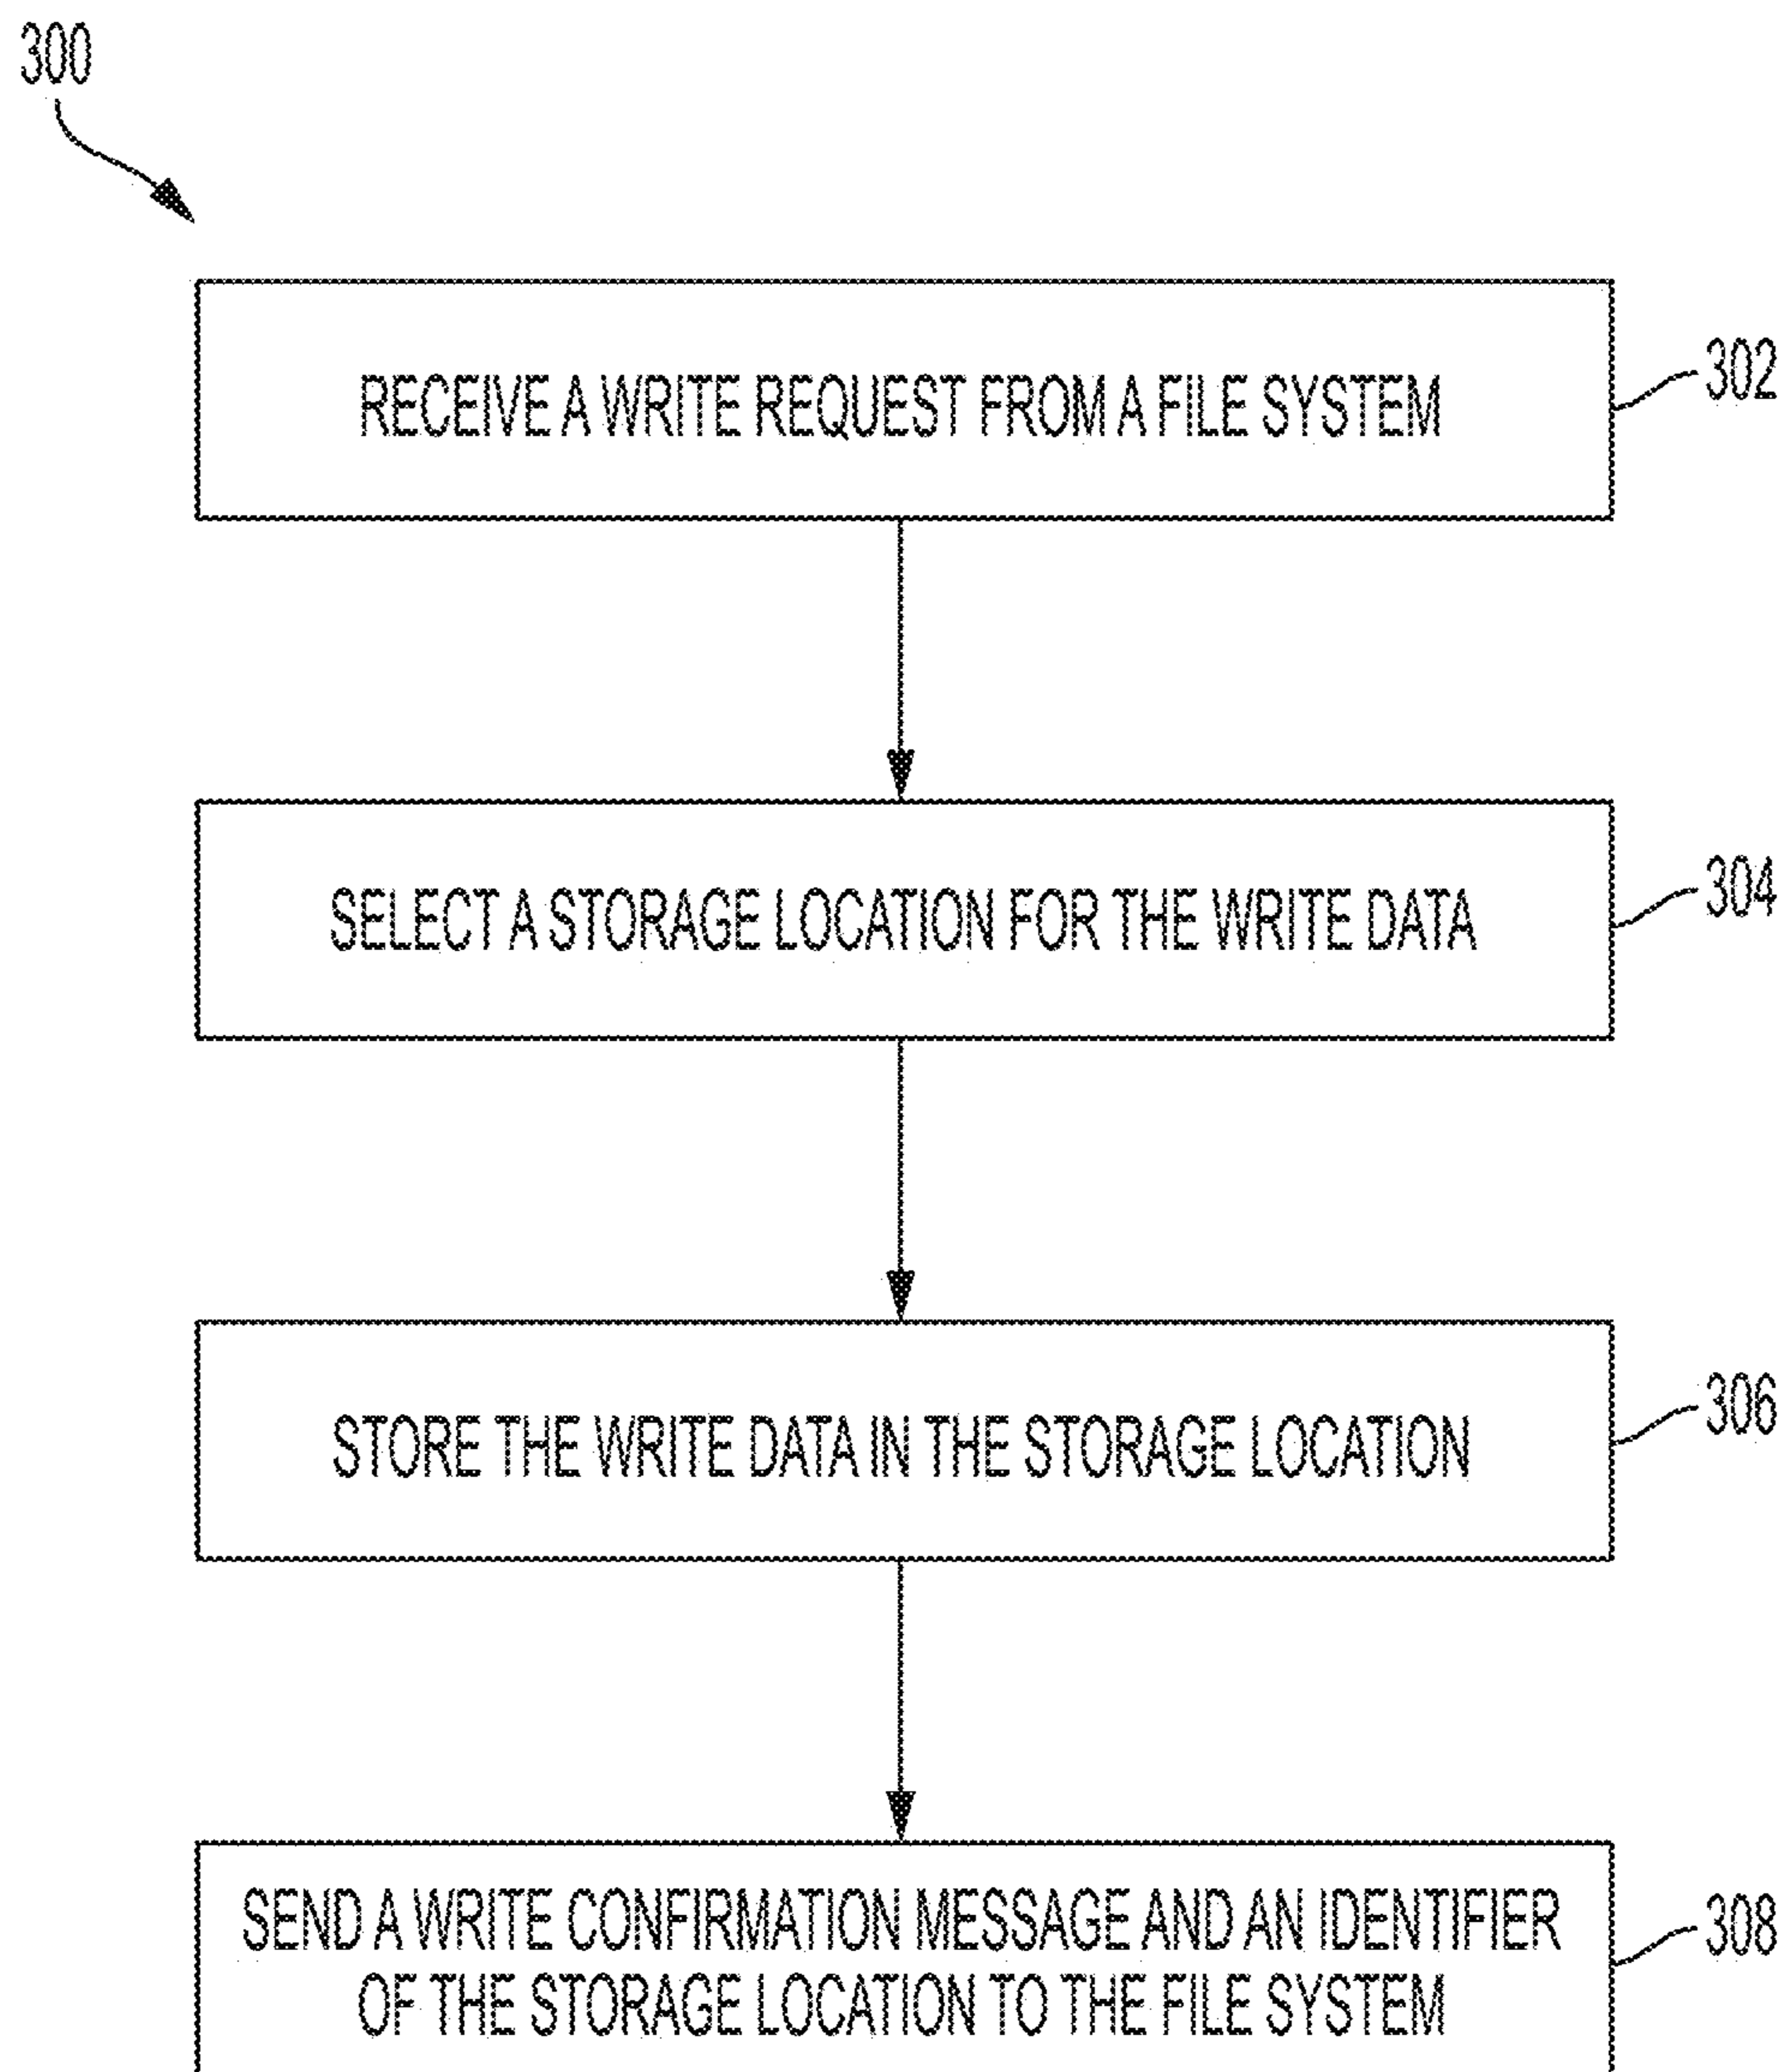 300
RECEIVE A WRITE REQUEST FROM A FILE SYSTEM
302
SELECT A STORAGE LOCATION FOR THE WRITE DATA
304
STORE THE WRITE DATA IN THE STORAGE LOCATION
306
SEND A WRITE CONFIRMATION MESSAGE AND AN IDENTIFIER
OF THE STORAGE LOCATION TO THE FILE SYSTEM
308